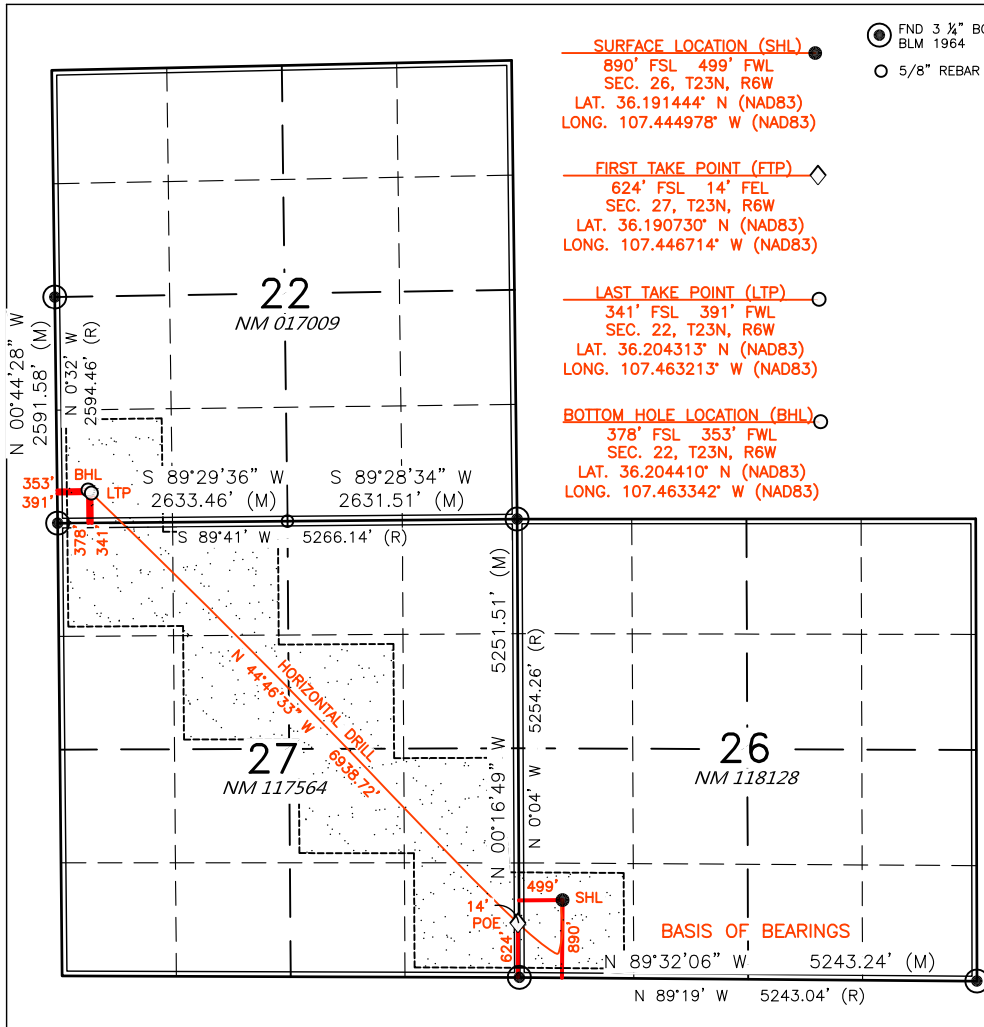 FND 3 ¼" BC
BLM 1964
5/8" REBAR
SURFACE LOCATION (SHL)
890' FSL 499' FWL
SEC. 26, T23N, R6W
LAT. 36.191444° N (NAD83)
LONG. 107.444978° W (NAD83)
FIRST TAKE POINT (FTP)
624' FSL 14' FEL
SEC. 27, T23N, R6W
LAT. 36.190730° N (NAD83)
LONG. 107.446714° W (NAD83)
LAST TAKE POINT (LTP)
341' FSL 391' FWL
SEC. 22, T23N, R6W
LAT. 36.204313° N (NAD83)
LONG. 107.463213° W (NAD83)
BOTTOM HOLE LOCATION (BHL)
378' FSL 353' FWL
SEC. 22, T23N, R6W
LAT. 36.204410° N (NAD83)
LONG. 107.463342° W (NAD83)
22
NM 017009
N 00°44'28" W
2591.58' (M)
N 0°32' W
2594.46' (R)
353'
391'
BHL
LTP
378'
341'
S 89°29'36" W
2633.46' (M)
S 89°28'34" W
2631.51' (M)
S 89°41' W 5266.14' (R)
HORIZONTAL DRILL
N 44°46'33" W 6938.72'
27
NM 117564
N 00°16'49" W 5251.51' (M)
N 0°04' W 5254.26' (R)
26
NM 118128
499'
SHL
14'
POE
624'
890'
BASIS OF BEARINGS
N 89°32'06" W 5243.24' (M)
N 89°19' W 5243.04' (R)